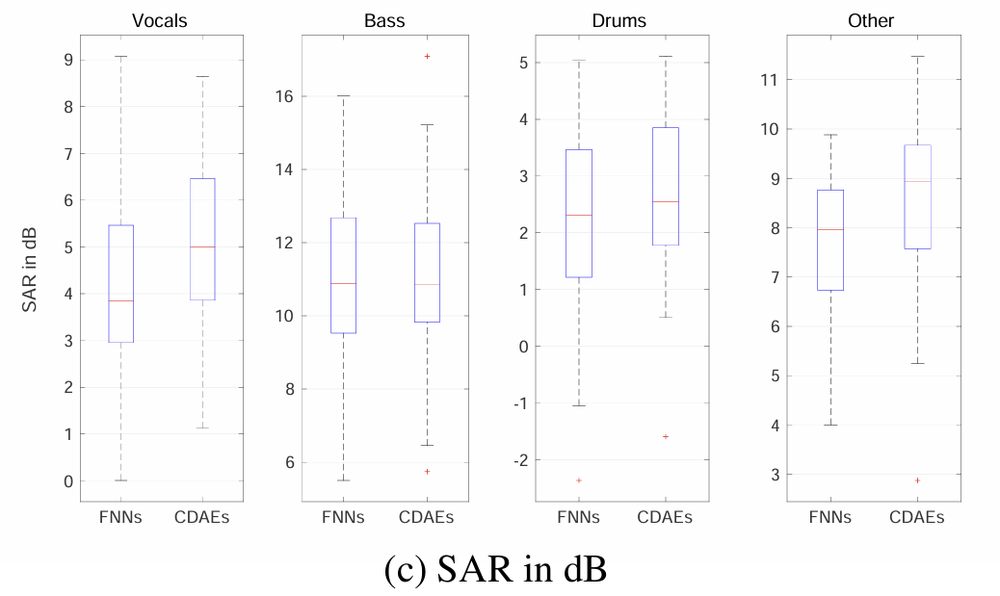 Vocals
Bass
Drums
Other
SAR in dB
9
8
7
6
5
4
3
2
1
0
FNNs
CDAEs
16
14
12
10
8
6
FNNs
CDAEs
5
4
3
2
1
0
-1
-2
FNNs
CDAEs
11
10
9
8
7
6
5
4
3
FNNs
CDAEs
(c) SAR in dB